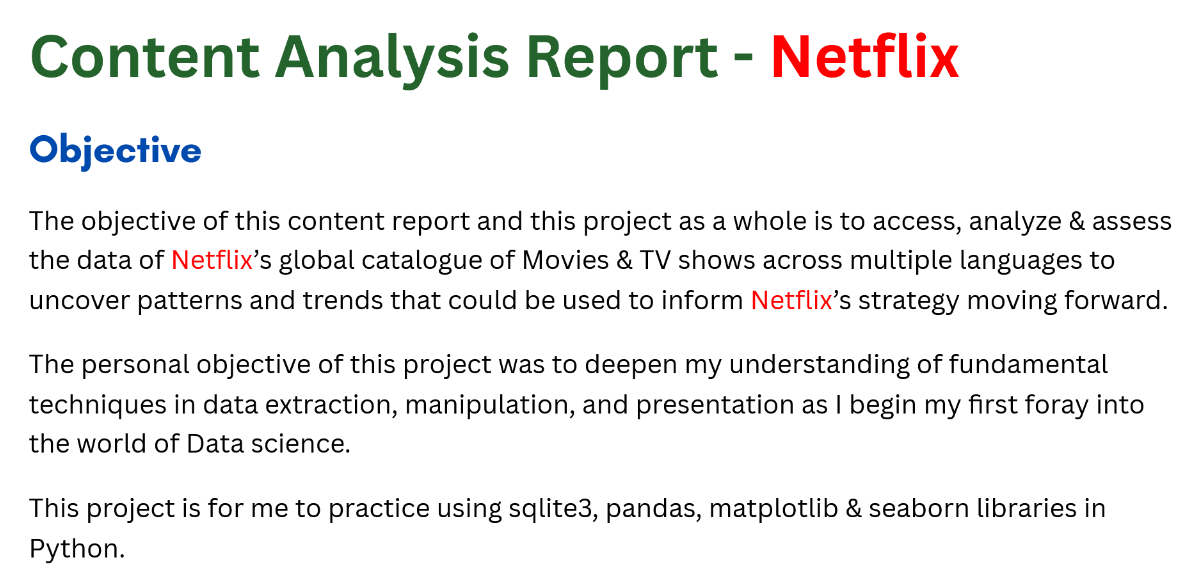 Content Analysis Report - Netflix
Objective
The objective of this content report and this project as a whole is to access, analyze & assess
the data of Netflix’s global catalogue of Movies & TV shows across multiple languages to
uncover patterns and trends that could be used to inform Netflix’s strategy moving forward.
The personal objective of this project was to deepen my understanding of fundamental
techniques in data extraction, manipulation, and presentation as I begin my first foray into
the world of Data science.
This project is for me to practice using sqlite3, pandas, matplotlib & seaborn libraries in
Python.